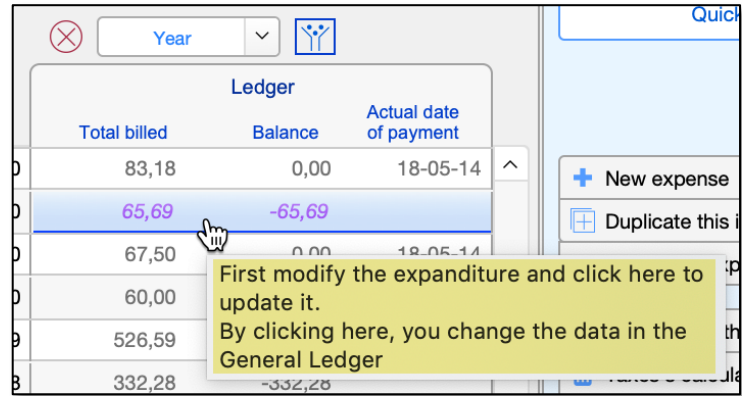 Year
Quick
Ledger
Total billed Balance Actual date of payment
83,18 0,00 18-05-14
65,69 -65,69
67,50 0,00 18-05-14
60,00
526,59
332,28 -332,28
First modify the expanditure and click here to
update it.
By clicking here, you change the data in the
General Ledger
New expense
Duplicate this i